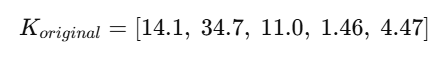 K_original = [14.1, 34.7, 11.0, 1.46, 4.47]